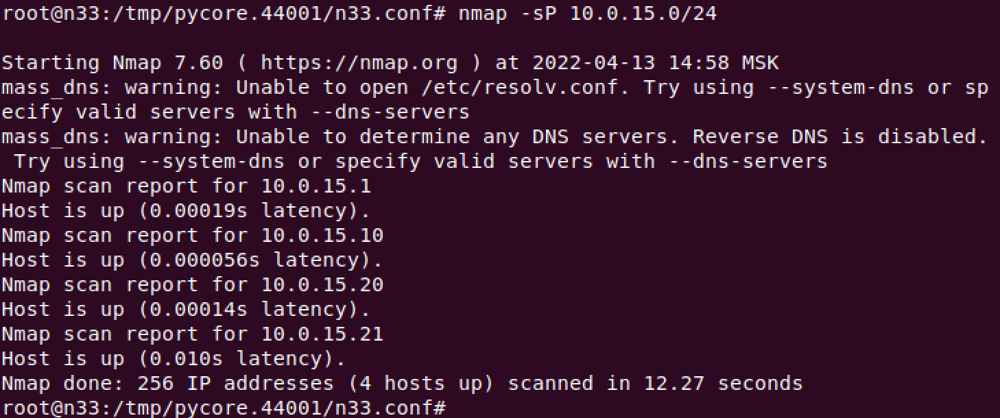 root@n33:/tmp/pycore.44001/n33.conf# nmap -sP 10.0.15.0/24
Starting Nmap 7.60 ( https://nmap.org ) at 2022-04-13 14:58 MSK
mass_dns: warning: Unable to open /etc/resolv.conf. Try using --system-dns or sp
ecify valid servers with --dns-servers
mass_dns: warning: Unable to determine any DNS servers. Reverse DNS is disabled.
 Try using --system-dns or specify valid servers with --dns-servers
Nmap scan report for 10.0.15.1
Host is up (0.00019s latency).
Nmap scan report for 10.0.15.10
Host is up (0.000056s latency).
Nmap scan report for 10.0.15.20
Host is up (0.00014s latency).
Nmap scan report for 10.0.15.21
Host is up (0.010s latency).
Nmap done: 256 IP addresses (4 hosts up) scanned in 12.27 seconds
root@n33:/tmp/pycore.44001/n33.conf#